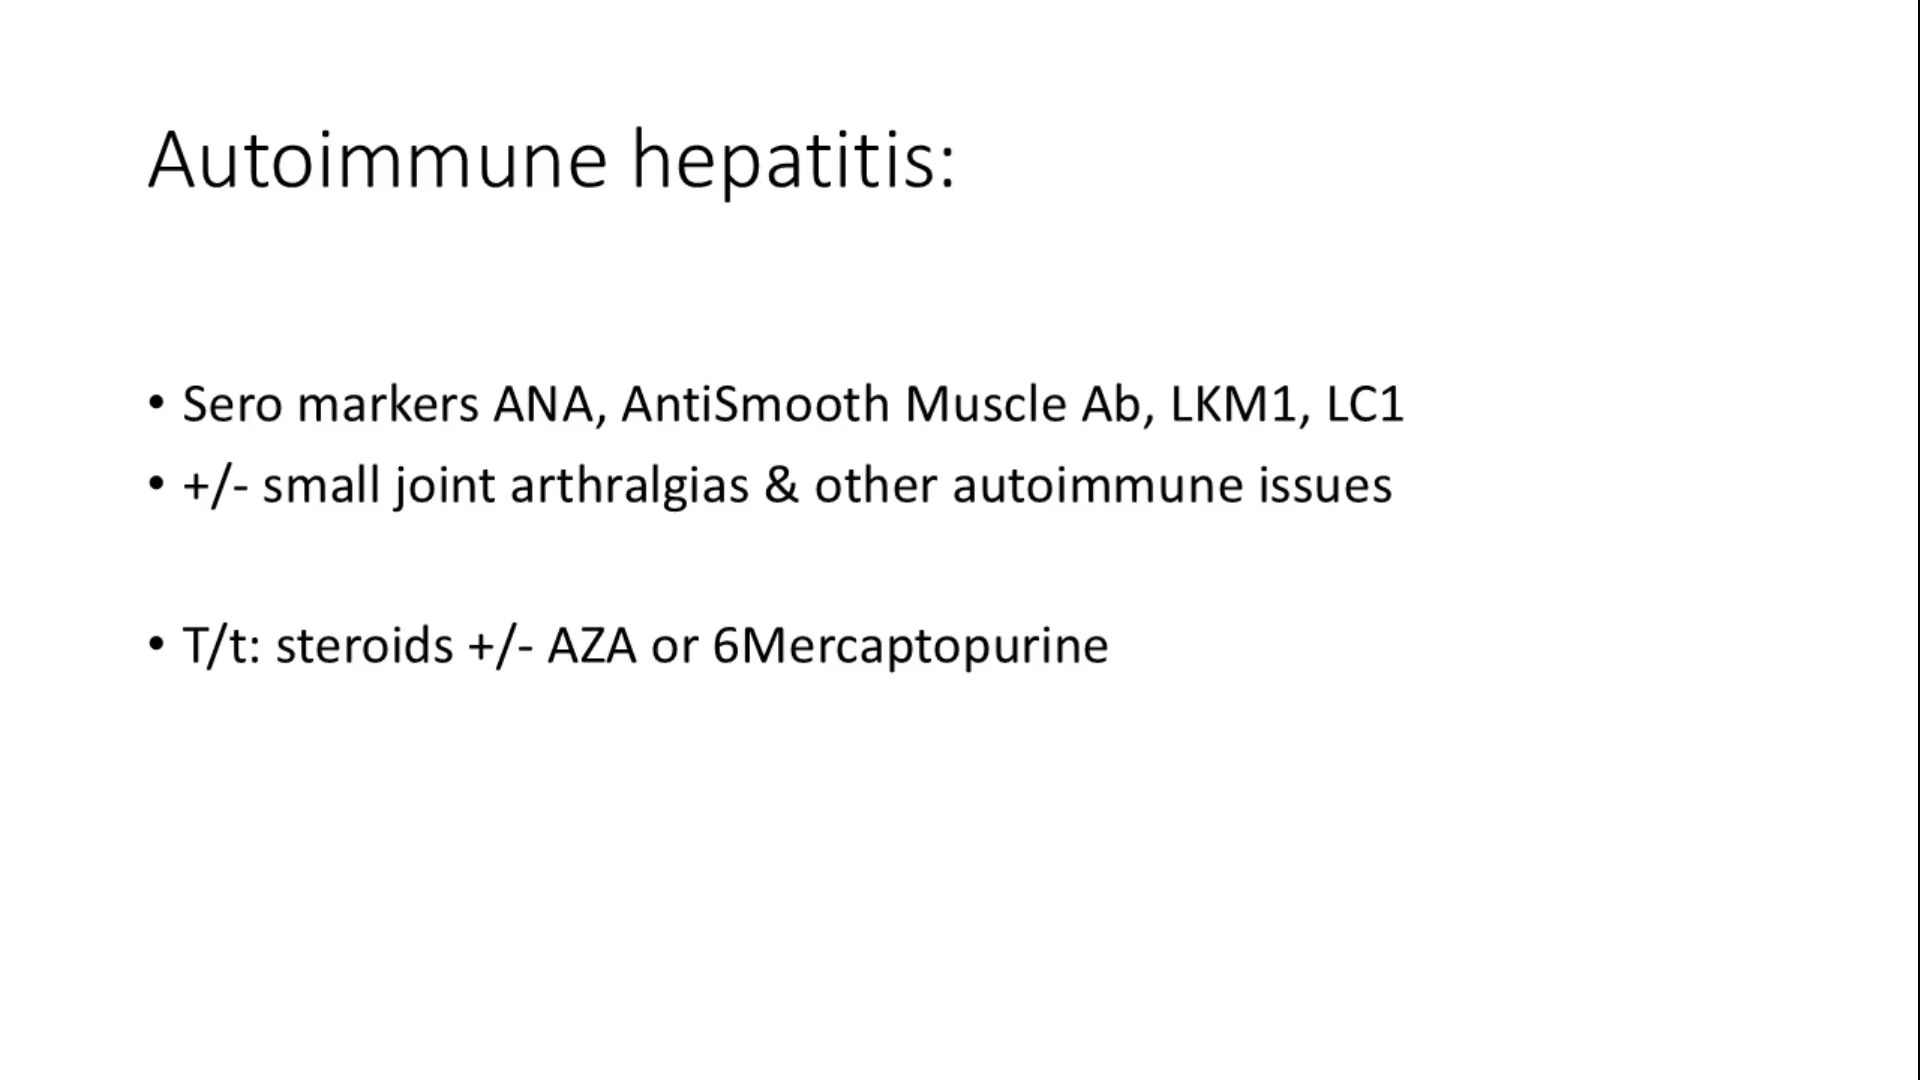 Autoimmune hepatitis:
• Sero markers ANA, AntiSmooth Muscle Ab, LKM1, LC1
• +/- small joint arthralgias & other autoimmune issues
• T/t: steroids +/- AZA or 6Mercaptopurine